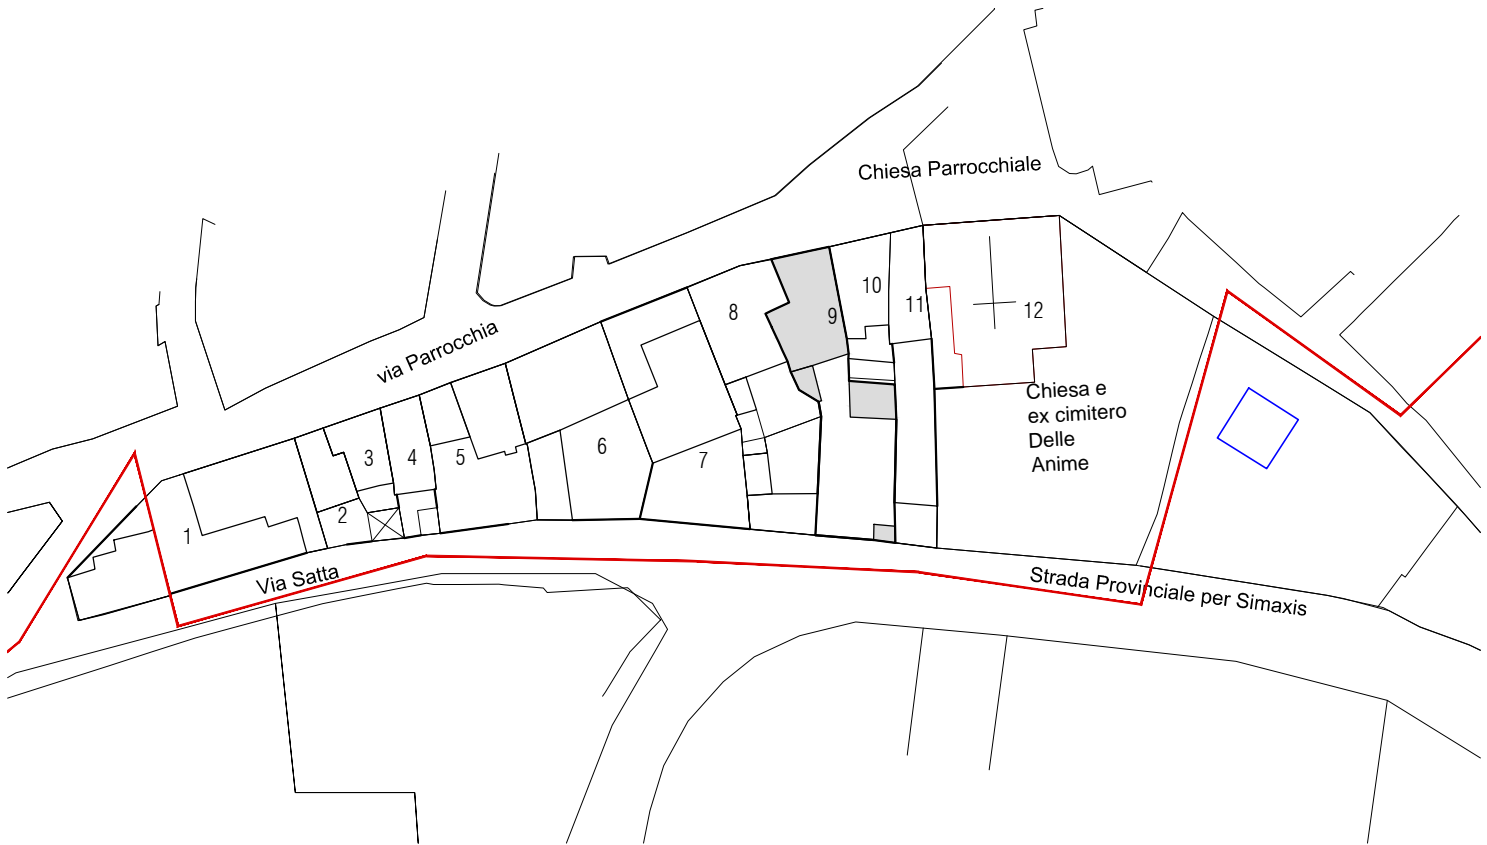 Chiesa Parrocchiale
via Parrocchia
8
9
10
11
12
Chiesa e
ex cimitero
Delle
Anime
1
2
3
4
5
6
7
Via Satta
Strada Provinciale per Simaxis